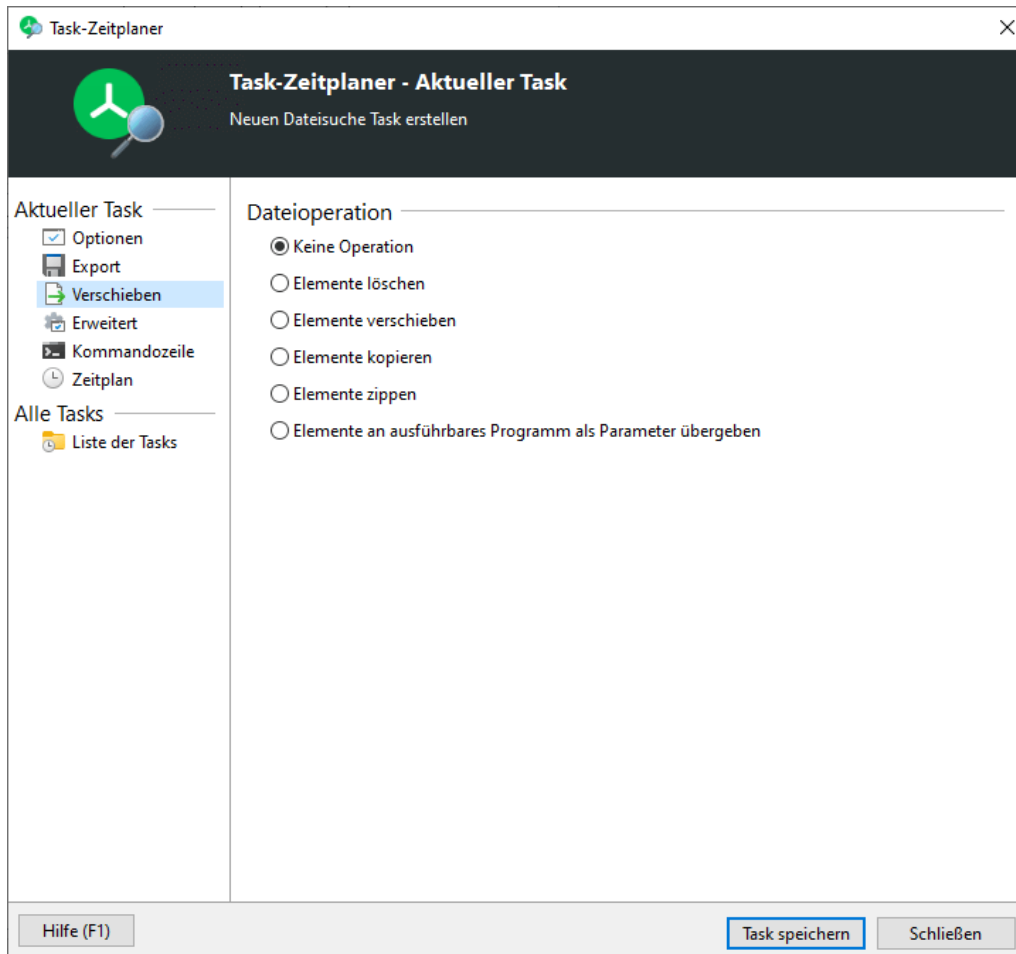 Task-Zeitplaner
Task-Zeitplaner - Aktueller Task
Neuen Dateisuche Task erstellen
Aktueller Task
Optionen
Export
Verschieben
Erweitert
Kommandozeile
Zeitplan
Alle Tasks
Liste der Tasks
Dateioperation
Keine Operation
Elemente löschen
Elemente verschieben
Elemente kopieren
Elemente zippen
Elemente an ausführbares Programm als Parameter übergeben
Hilfe (F1)
Task speichern
Schließen